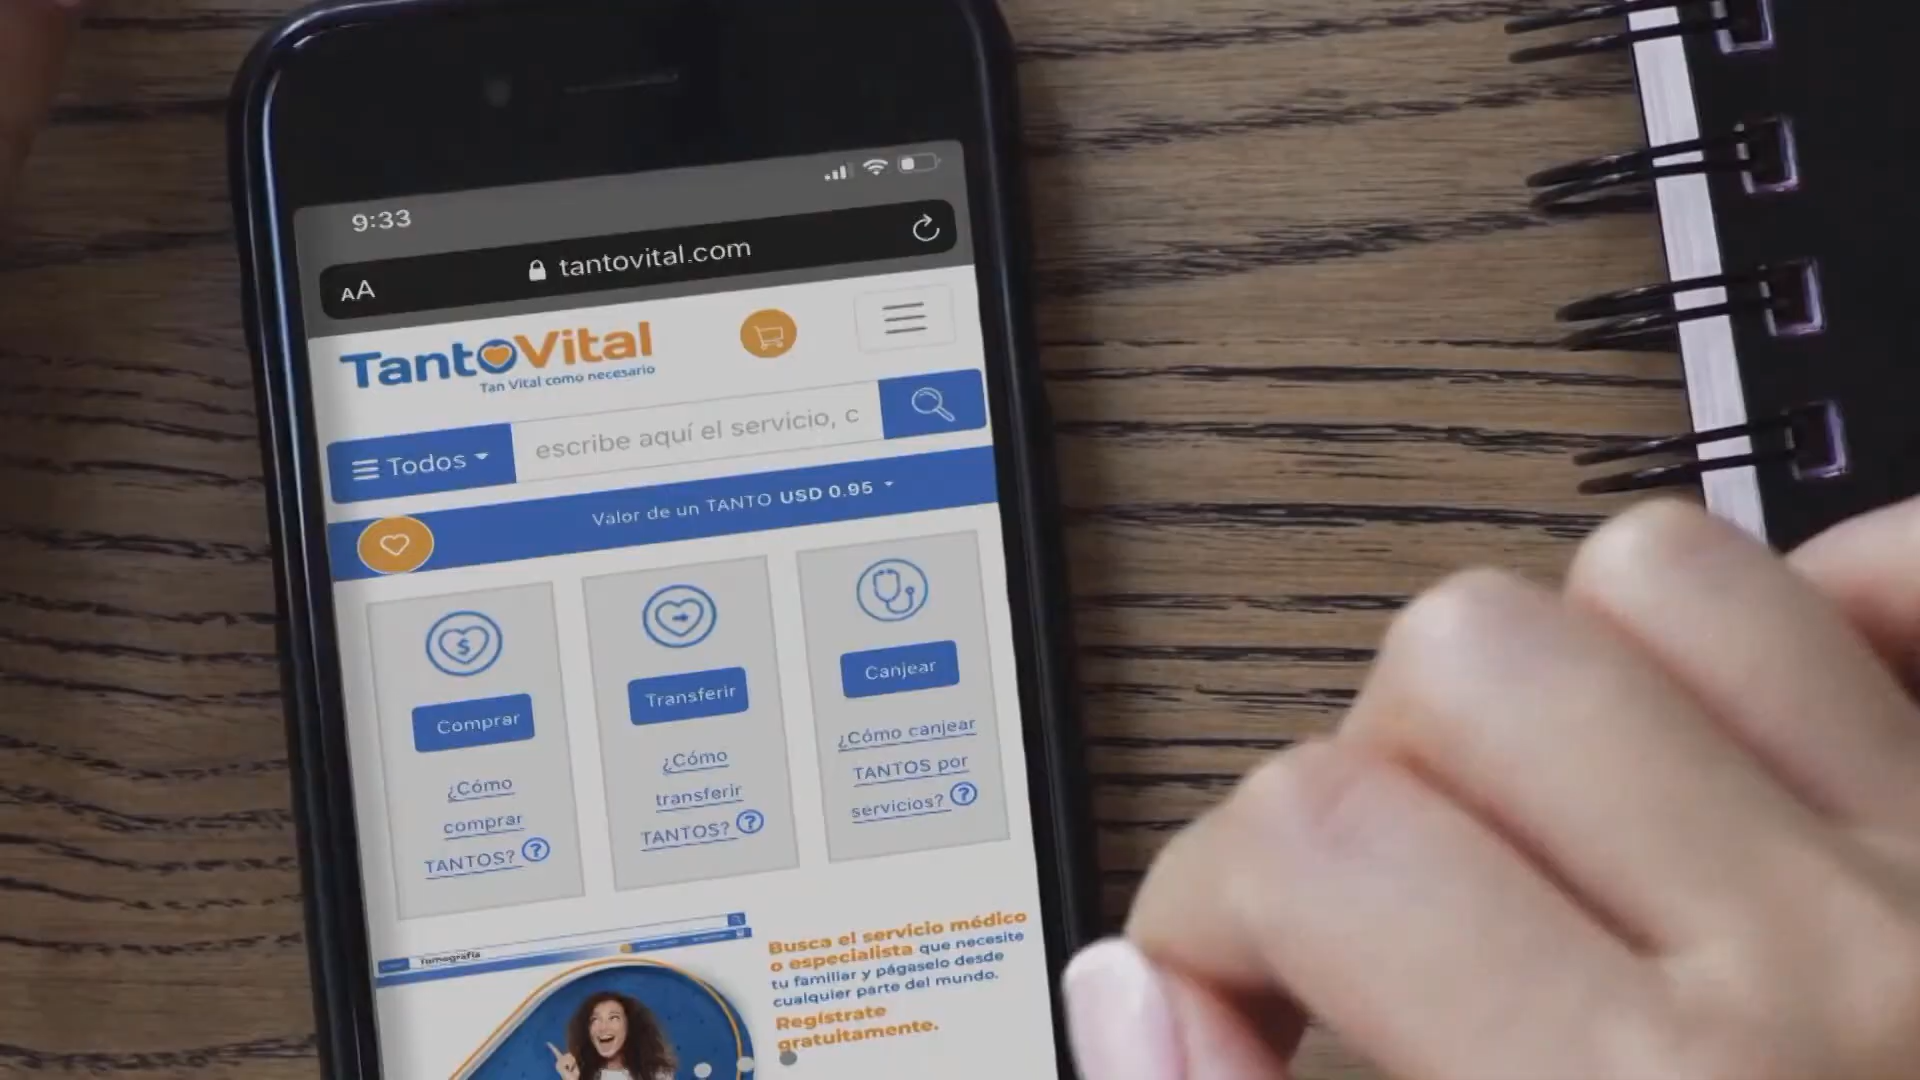 9:33
AA
tantovital.com
TantoVital
Tan Vital como necesario
Todos
escribe aquí el servicio, c
Valor de un TANTO USD 0.95
Comprar
¿Cómo
comprar
TANTOS?
Transferir
¿Cómo
transferir
TANTOS?
Canjear
¿Cómo canjear
TANTOS por
servicios?
Tomografía
Busca el servicio médico
o especialista que necesite
tu familiar y págaselo desde
cualquier parte del mundo.
Regístrate
gratuitamente.